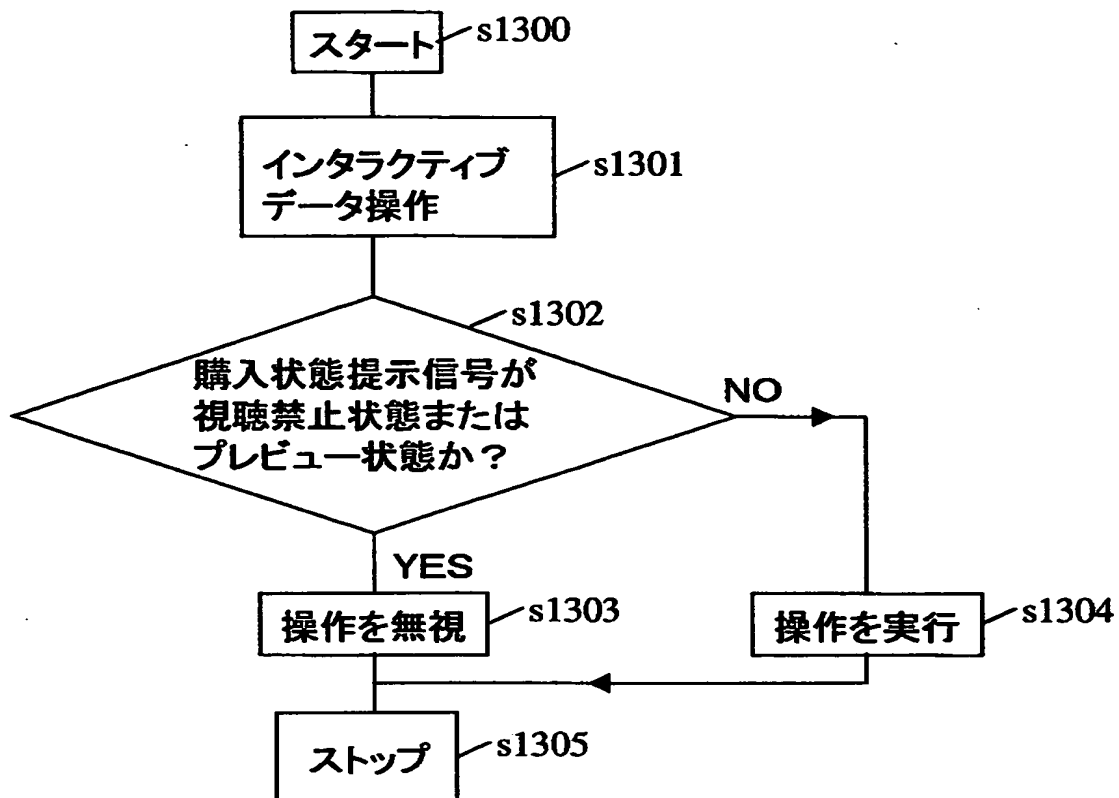 スタート
s1300
インタラクティブ
データ操作
s1301
s1302
購入状態提示信号が
視聴禁止状態または
プレビュー状態か？
NO
YES
操作を無視
s1303
操作を実行
s1304
ストップ
s1305